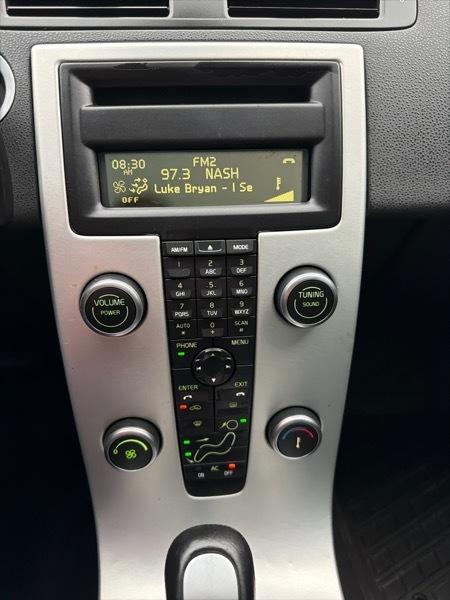 08:30
AM
FM2
97.3 NASH
Luke Bryan - I Se
OFF
AM/FM
MODE
1
2
ABC
3
DEF
4
GHI
5
JKL
6
MNO
7
PQRS
8
TUV
9
WXYZ
AUTO
*
0
+
SCAN
#
VOLUME
POWER
TUNING
SOUND
PHONE
MENU
ENTER
EXIT
AC
ON
OFF